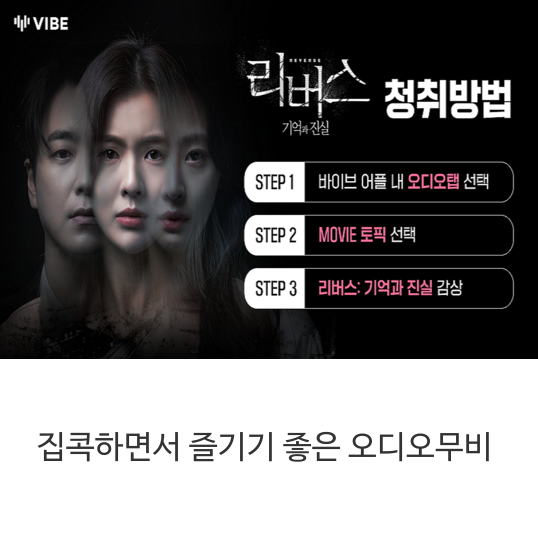 VIBE
REVERSE
리버스 청취방법
기억과 진실
STEP 1 바이브 어플 내 오디오탭 선택
STEP 2 MOVIE 토픽 선택
STEP 3 리버스: 기억과 진실 감상
집콕하면서 즐기기 좋은 오디오무비